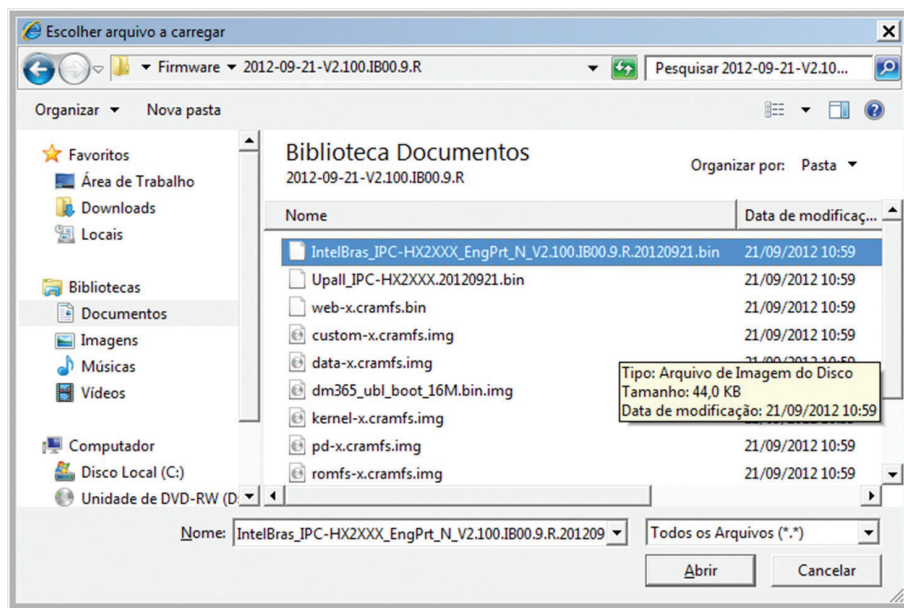 Escolher arquivo a carregar
Firmware 2012-09-21-V2.100.IB00.9.R
Pesquisar 2012-09-21-V2.10...
Organizar
Nova pasta
Favoritos
Área de Trabalho
Downloads
Locais
Bibliotecas
Documentos
Imagens
Músicas
Vídeos
Computador
Disco Local (C:)
Unidade de DVD-RW (D:
Biblioteca Documentos
2012-09-21-V2.100.IB00.9.R
Organizar por: Pasta
Nome Data de modificaç...
IntelBras_IPC-HX2XXX_EngPrt_N_V2.100.IB00.9.R.20120921.bin 21/09/2012 10:59
Upall_IPC-HX2XXX.20120921.bin 21/09/2012 10:59
web-x.cramfs.bin 21/09/2012 10:59
custom-x.cramfs.img 21/09/2012 10:59
data-x.cramfs.img 21/09/2012 10:59
dm365_ubl_boot_16M.bin.img
kernel-x.cramfs.img
pd-x.cramfs.img 21/09/2012 10:59
romfs-x.cramfs.img 21/09/2012 10:59
Tipo: Arquivo de Imagem do Disco
Tamanho: 44,0 KB
Data de modificação: 21/09/2012 10:59
Nome: IntelBras_IPC-HX2XXX_EngPrt_N_V2.100.IB00.9.R.201209
Todos os Arquivos (*.*)
Abrir
Cancelar